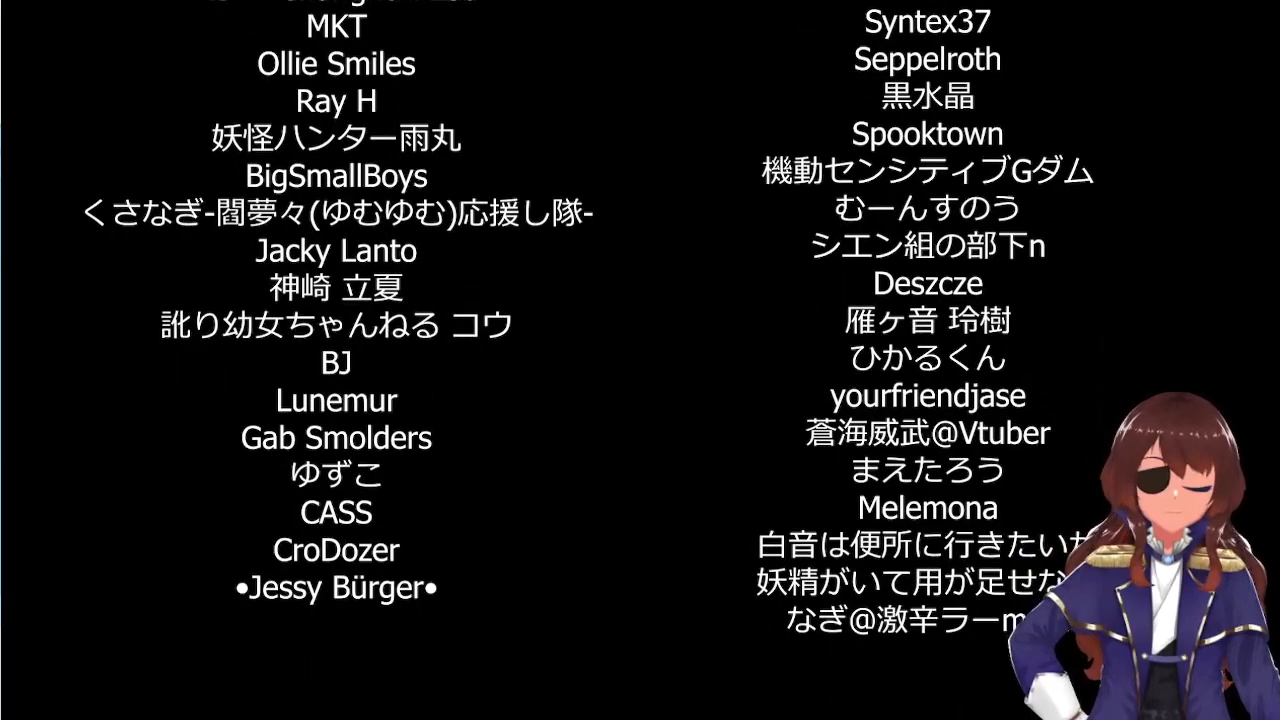 MKT
Ollie Smiles
Ray H
妖怪ハンター雨丸
BigSmallBoys
くさなぎ-閻夢々(ゆむゆむ)応援し隊-
Jacky Lanto
神崎 立夏
訛り幼女ちゃんねる コウ
BJ
Lunemur
Gab Smolders
ゆずこ
CASS
CroDozer
•Jessy Bürger•
Syntex37
Seppelroth
黒水晶
Spooktown
機動センシティブGダム
むーんすのう
シエン組の部下n
Deszcze
雁ヶ音 玲樹
ひかるくん
yourfriendjase
蒼海威武@Vtuber
まえたろう
Melemona
白音は便所に行きたい
妖精がいて用が足せな
なぎ@激辛ラー